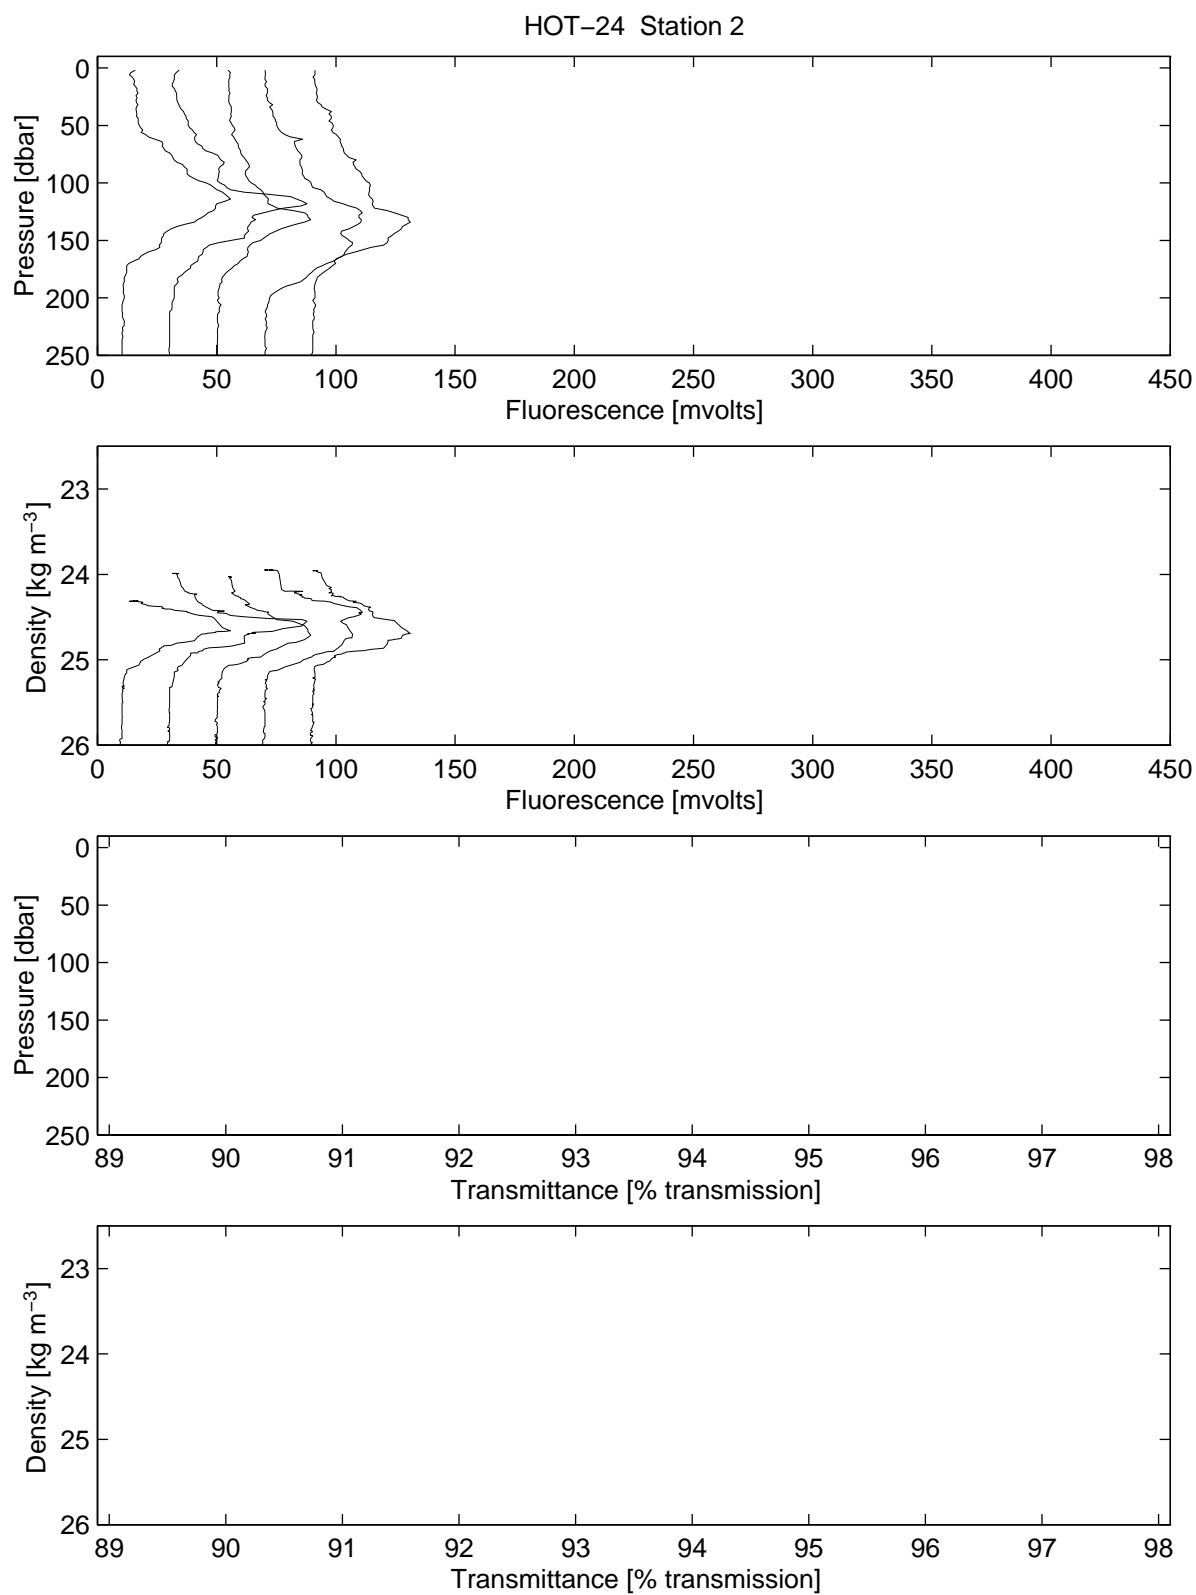 HOT−24 Station 2
0
50
100
150
200
250
Pressure [dbar]
0 50 100 150 200 250 300 350 400 450
Fluorescence [mvolts]
23
24
25
26
Density [kg m−3]
0 50 100 150 200 250 300 350 400 450
Fluorescence [mvolts]
0
50
100
150
200
250
Pressure [dbar]
89 90 91 92 93 94 95 96 97 98
Transmittance [% transmission]
23
24
25
26
Density [kg m−3]
89 90 91 92 93 94 95 96 97 98
Transmittance [% transmission]